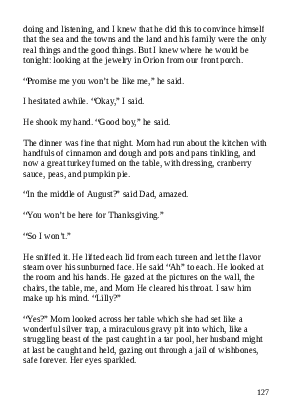 doing and listening, and I knew that he did this to convince himself
that the sea and the towns and the land and his family were the only
real things and the good things. But I knew where he would be
tonight: looking at the jewelry in Orion from our front porch.
“Promise me you won’t be like me,” he said.
I hesitated awhile. “Okay,” I said.
He shook my hand. “Good boy,” he said.
The dinner was fine that night. Mom had run about the kitchen with
handfuls of cinnamon and dough and pots and pans tinkling, and
now a great turkey fumed on the table, with dressing, cranberry
sauce, peas, and pumpkin pie.
“In the middle of August?” said Dad, amazed.
“You won’t be here for Thanksgiving.”
“So I won’t.”
He sniffed it. He lifted each lid from each tureen and let the flavor
steam over his sunburned face. He said “Ah” to each. He looked at
the room and his hands. He gazed at the pictures on the wall, the
chairs, the table, me, and Mom He cleared his throat. I saw him
make up his mind. “Lilly?”
“Yes?” Mom looked across her table which she had set like a
wonderful silver trap, a miraculous gravy pit into which, like a
struggling beast of the past caught in a tar pool, her husband might
at last be caught and held, gazing out through a jail of wishbones,
safe forever. Her eyes sparkled.
127